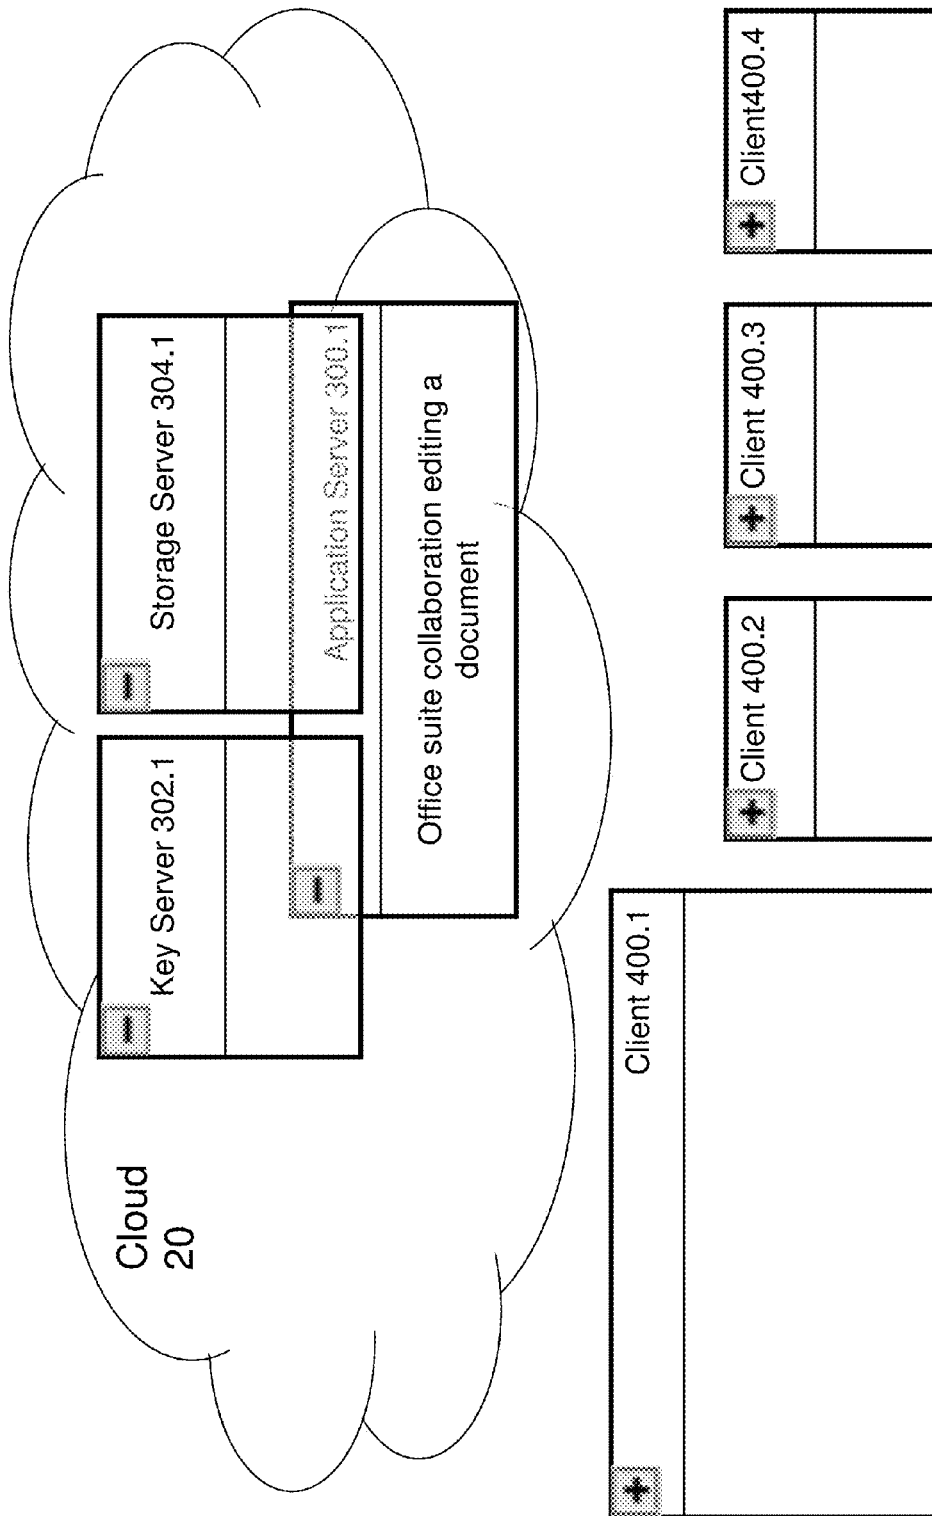 Cloud
20
Key Server 302.1
Storage Server 304.1
Application Server 300.1
Office suite collaboration editing a
document
Client 400.1
Client 400.2
Client 400.3
Client400.4